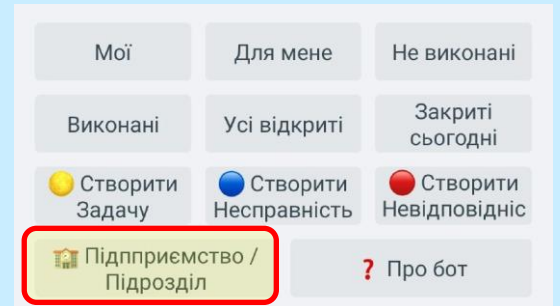 Мої
Для мене
Не виконані
Виконані
Усі відкриті
Закриті
сьогодні
Створити
Задачу
Створити
Несправність
Створити
Невідповідніс
Підпприємство /
Підрозділ
Про бот